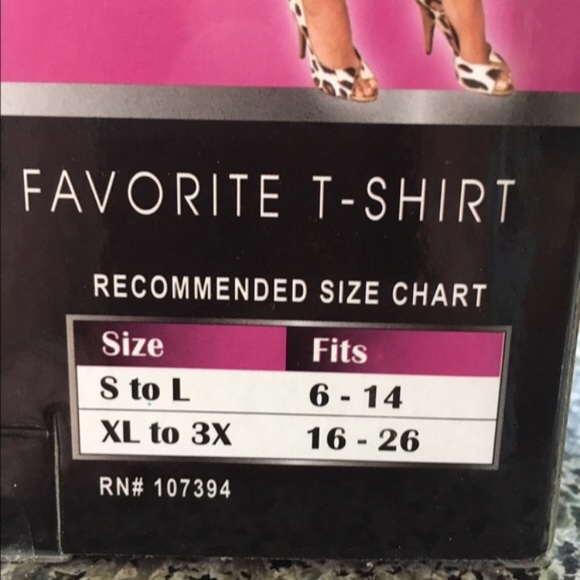 FAVORITE T-SHIRT
RECOMMENDED SIZE CHART
Size Fits
S to L 6 - 14
XL to 3X 16 - 26
RN# 107394